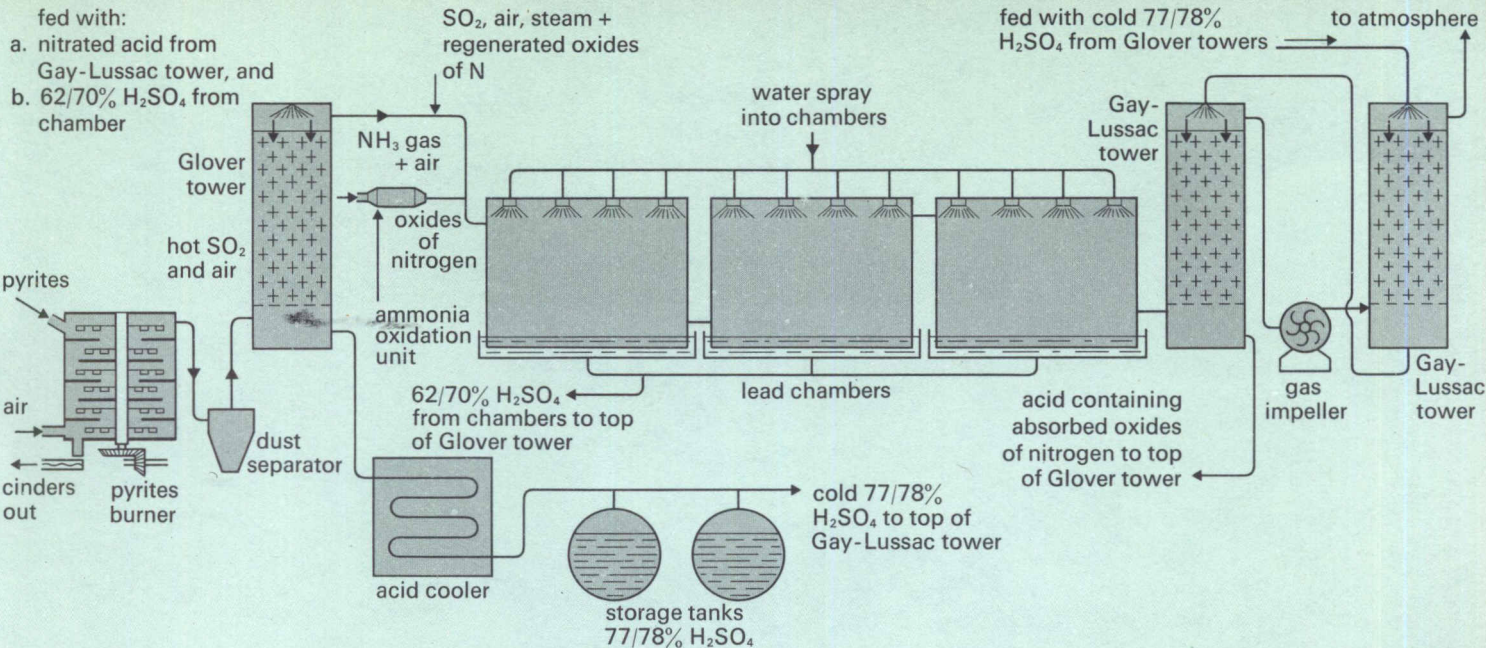 fed with:
a. nitrated acid from
Gay-Lussac tower, and
b. 62/70% H₂SO₄ from
chamber
SO₂, air, steam +
regenerated oxides
of N
fed with cold 77/78%
H₂SO₄ from Glover towers
to atmosphere
water spray
into chambers
Gay-
Lussac
tower
Glover
tower
NH₃ gas
+ air
oxides
of
nitrogen
hot SO₂
and air
pyrites
ammonia
oxidation
unit
air
cinders
out
pyrites
burner
dust
separator
62/70% H₂SO₄
from chambers to top
of Glover tower
lead chambers
acid containing
absorbed oxides
of nitrogen to top
of Glover tower
gas
impeller
Gay-
Lussac
tower
acid cooler
cold 77/78%
H₂SO₄ to top of
Gay-Lussac tower
storage tanks
77/78% H₂SO₄